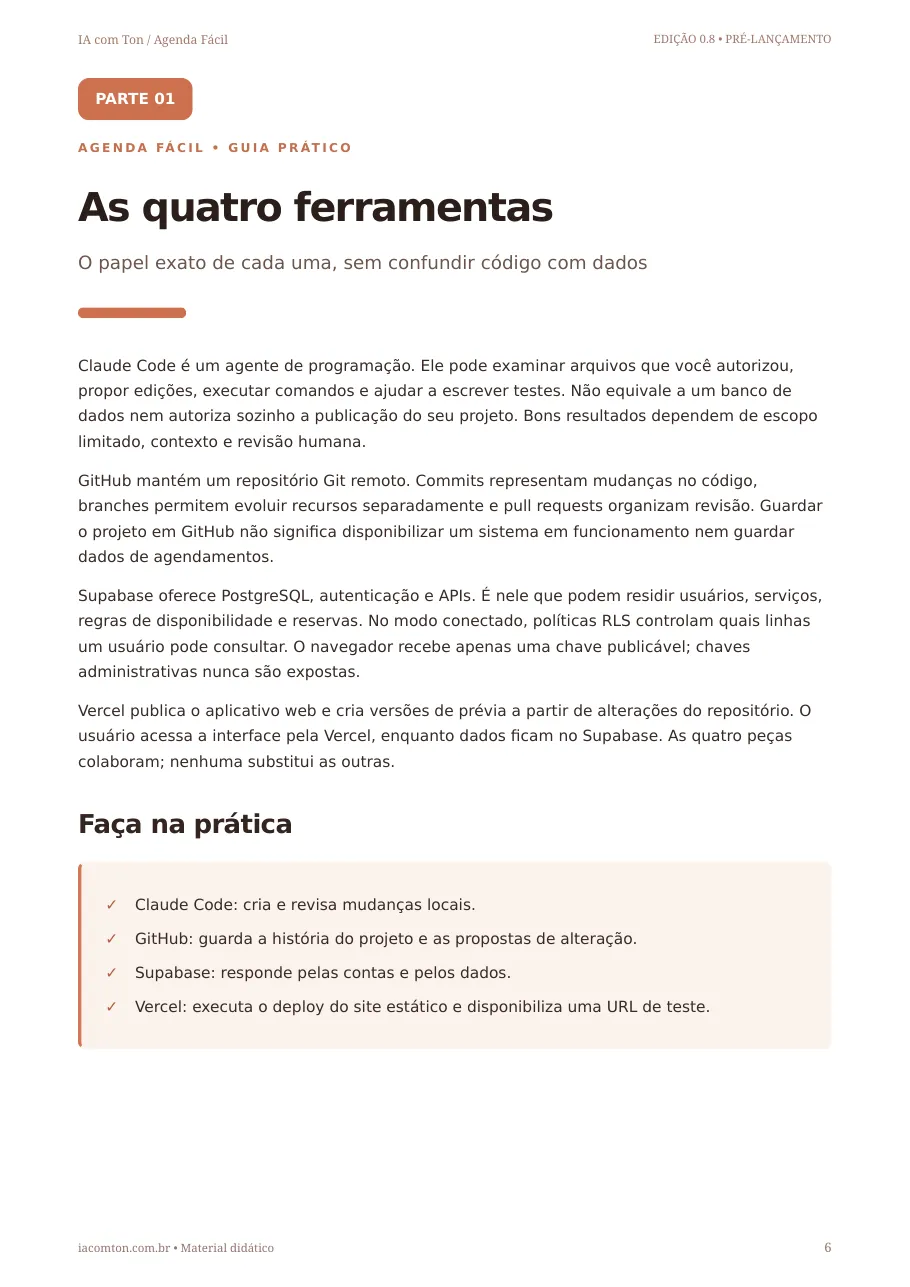 IA com Ton / Agenda Fácil
EDIÇÃO 0.8 • PRÉ-LANÇAMENTO
PARTE 01
AGENDA FÁCIL • GUIA PRÁTICO
As quatro ferramentas
O papel exato de cada uma, sem confundir código com dados
Claude Code é um agente de programação. Ele pode examinar arquivos que você autorizou,
propor edições, executar comandos e ajudar a escrever testes. Não equivale a um banco de
dados nem autoriza sozinho a publicação do seu projeto. Bons resultados dependem de escopo
limitado, contexto e revisão humana.
GitHub mantém um repositório Git remoto. Commits representam mudanças no código,
branches permitem evoluir recursos separadamente e pull requests organizam revisão. Guardar
o projeto em GitHub não significa disponibilizar um sistema em funcionamento nem guardar
dados de agendamentos.
Supabase oferece PostgreSQL, autenticação e APIs. É nele que podem residir usuários, serviços,
regras de disponibilidade e reservas. No modo conectado, políticas RLS controlam quais linhas
um usuário pode consultar. O navegador recebe apenas uma chave publicável; chaves
administrativas nunca são expostas.
Vercel publica o aplicativo web e cria versões de prévia a partir de alterações do repositório. O
usuário acessa a interface pela Vercel, enquanto dados ficam no Supabase. As quatro peças
colaboram; nenhuma substitui as outras.
Faça na prática
✓ Claude Code: cria e revisa mudanças locais.
✓ GitHub: guarda a história do projeto e as propostas de alteração.
✓ Supabase: responde pelas contas e pelos dados.
✓ Vercel: executa o deploy do site estático e disponibiliza uma URL de teste.
iacomton.com.br • Material didático
6